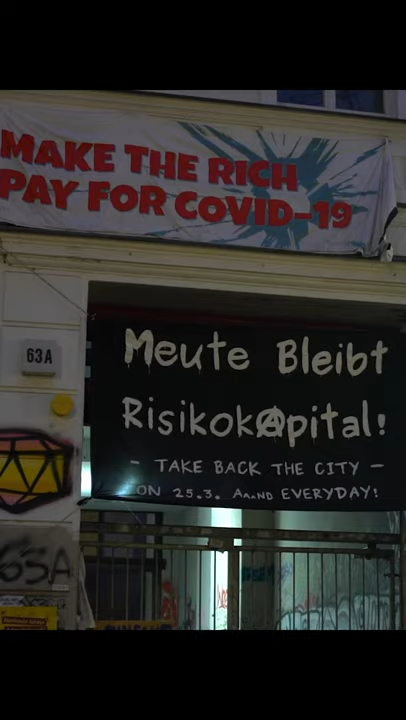 MAKE THE RICH
PAY FOR COVID-19
63A
Meute Bleibt
Risikokapital!
- TAKE BACK THE CITY -
ON 25.3. AAAND EVERYDAY!
63A